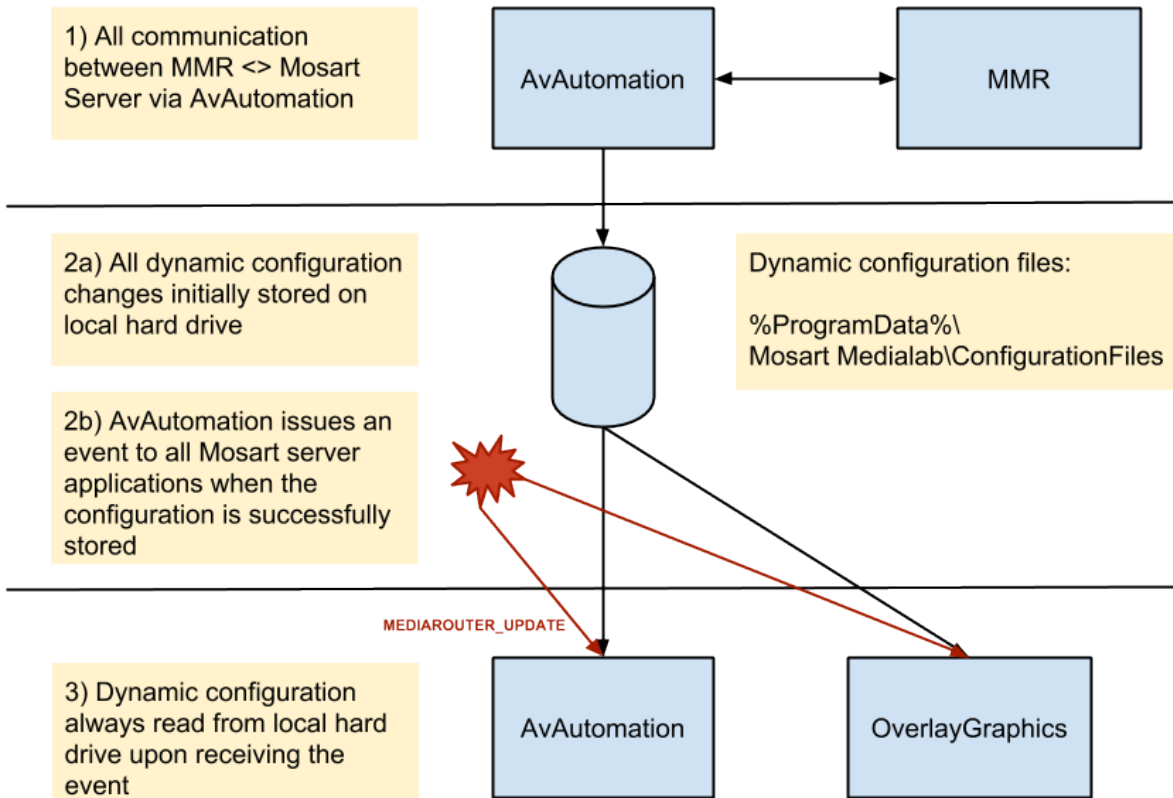 1) All communication
between MMR <> Mosart
Server via AvAutomation
AvAutomation
MMR
2a) All dynamic configuration
changes initially stored on
local hard drive
Dynamic configuration files:
%ProgramData%\
Mosart Medialab\ConfigurationFiles
2b) AvAutomation issues an
event to all Mosart server
applications when the
configuration is successfully
stored
MEDIAROUTER_UPDATE
3) Dynamic configuration
always read from local hard
drive upon receiving the
event
AvAutomation
OverlayGraphics